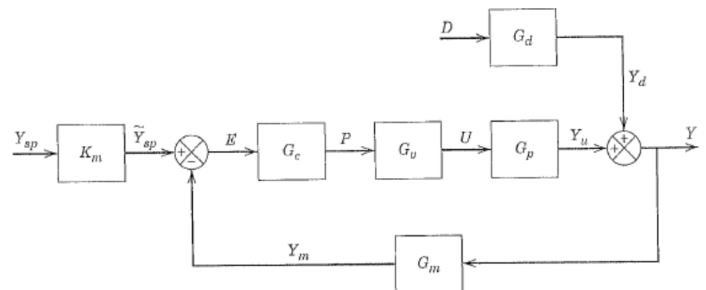 D
G_d
Y_d
Y_sp
K_m
Ỹ_sp
+
−
E
G_c
P
G_v
U
G_p
Y_u
+
+
Y
Y_m
G_m